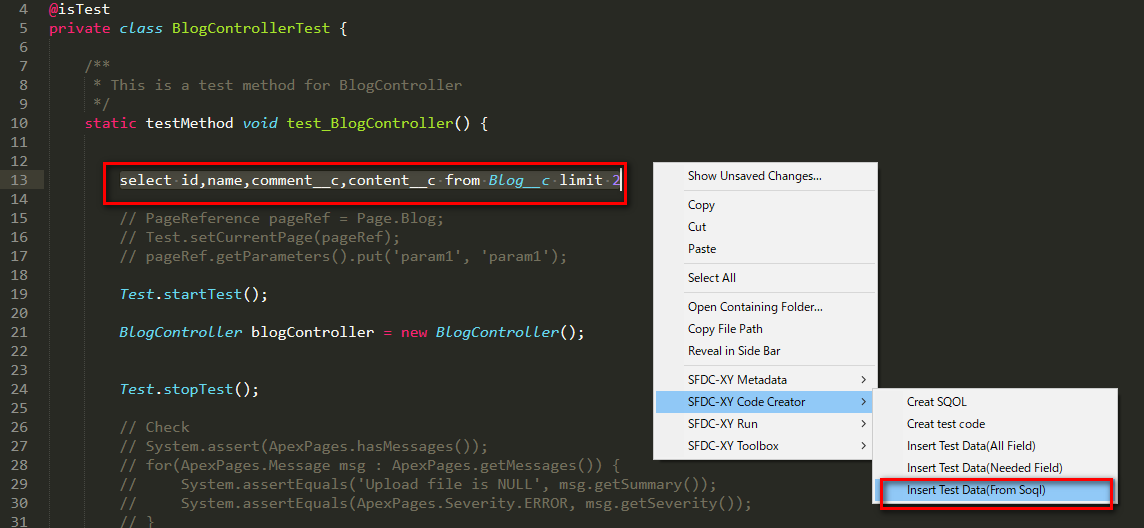 4 @isTest
5 private class BlogControllerTest {
6
7 /**
8 * This is a test method for BlogController
9 */
10 static testMethod void test_BlogController() {
11
12
13 select id,name,comment__c,content__c from Blog__c limit 2
14
15 // PageReference pageRef = Page.Blog;
16 // Test.setCurrentPage(pageRef);
17 // pageRef.getParameters().put('param1', 'param1');
18
19 Test.startTest();
20
21 BlogController blogController = new BlogController();
22
23
24 Test.stopTest();
25
26 // Check
27 // System.assert(ApexPages.hasMessages());
28 // for(ApexPages.Message msg : ApexPages.getMessages()) {
29 // System.assertEquals('Upload file is NULL', msg.getSummary());
30 // System.assertEquals(ApexPages.Severity.ERROR, msg.getSeverity());
31 // }
Show Unsaved Changes...
Copy
Cut
Paste
Select All
Open Containing Folder...
Copy File Path
Reveal in Side Bar
SFDC-XY Metadata >
SFDC-XY Code Creator >
SFDC-XY Run >
SFDC-XY Toolbox >
Creat SQOL
Creat test code
Insert Test Data(All Field)
Insert Test Data(Needed Field)
Insert Test Data(From Soql)